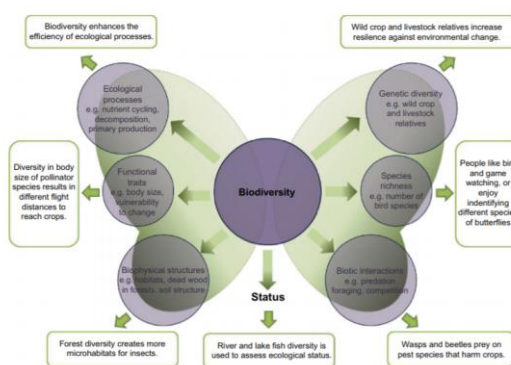 Biodiversity enhances the
efficiency of ecological processes.
Wild crop and livestock relatives increase
resilence against environmental change.
Ecological
processes
e.g. nutrient cycling,
decomposition,
primary production
Genetic diversity
e.g. wild crop
and livestock
relatives
Diversity in body
size of pollinator
species results in
different flight
distances to
reach crops.
Functional
traits
e.g. body size,
vulnerability
to change
Biodiversity
Species
richness
e.g. number of
bird species
People like bird
and game
watching, or
enjoy
indentifying
different species
of butterflies
Biophysical structures
e.g. habitats, dead wood
in forests, soil structure
Status
Biotic interactions
e.g. predation
foraging, competition
Forest diversity creates more
microhabitats for insects.
River and lake fish diversity is
used to assess ecological status.
Wasps and beetles prey on
pest species that harm crops.